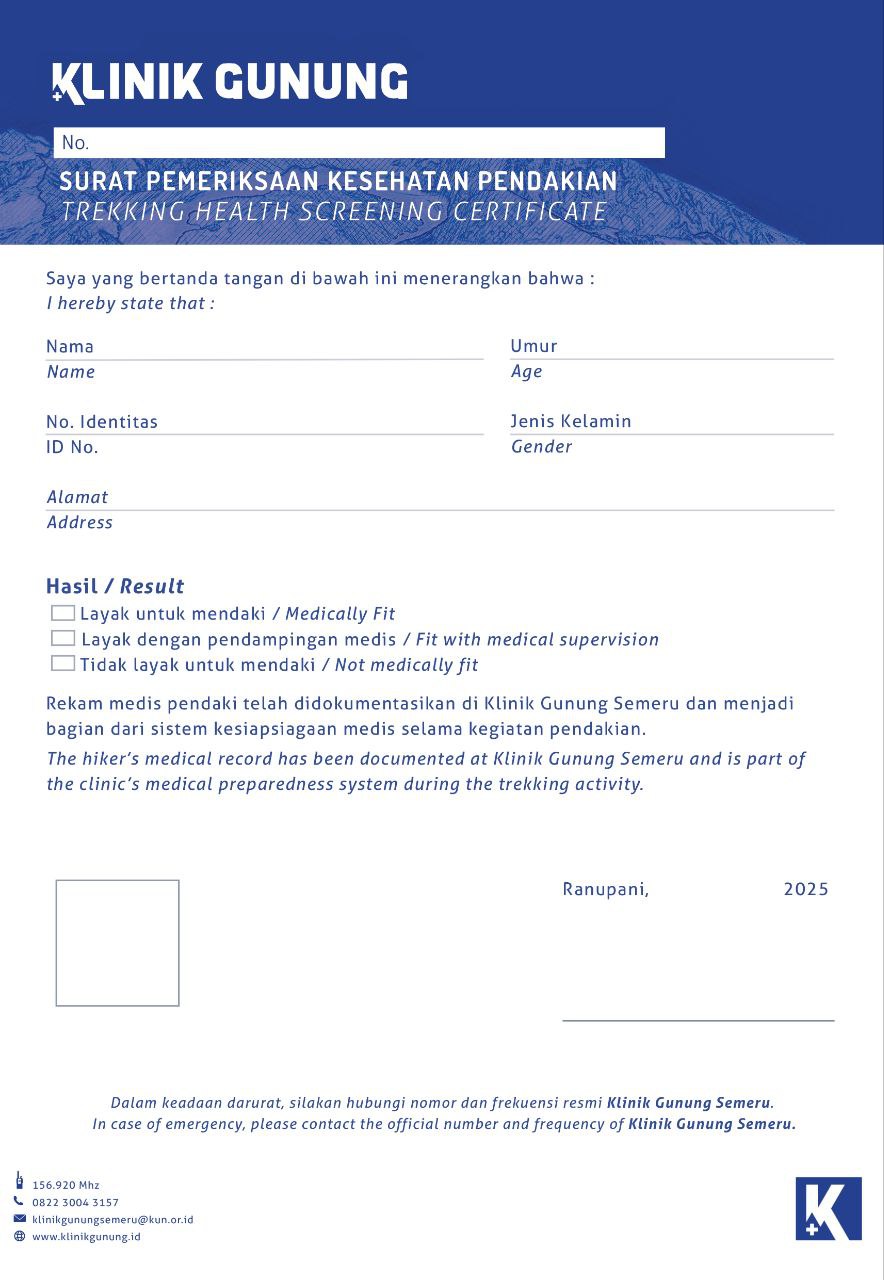 KLINIK GUNUNG
No.
SURAT PEMERIKSAAN KESEHATAN PENDAKIAN
TREKKING HEALTH SCREENING CERTIFICATE
Saya yang bertanda tangan di bawah ini menerangkan bahwa :
I hereby state that :
Nama
Name
Umur
Age
No. Identitas
ID No.
Jenis Kelamin
Gender
Alamat
Address
Hasil / Result
Layak untuk mendaki / Medically Fit
Layak dengan pendampingan medis / Fit with medical supervision
Tidak layak untuk mendaki / Not medically fit
Rekam medis pendaki telah didokumentasikan di Klinik Gunung Semeru dan menjadi
bagian dari sistem kesiapsiagaan medis selama kegiatan pendakian.
The hiker's medical record has been documented at Klinik Gunung Semeru and is part of
the clinic's medical preparedness system during the trekking activity.
Ranupani, 2025
Dalam keadaan darurat, silakan hubungi nomor dan frekuensi resmi Klinik Gunung Semeru.
In case of emergency, please contact the official number and frequency of Klinik Gunung Semeru.
156.920 Mhz
0822 3004 3157
klinikgunungsemeru@kun.or.id
www.klinikgunung.id
K